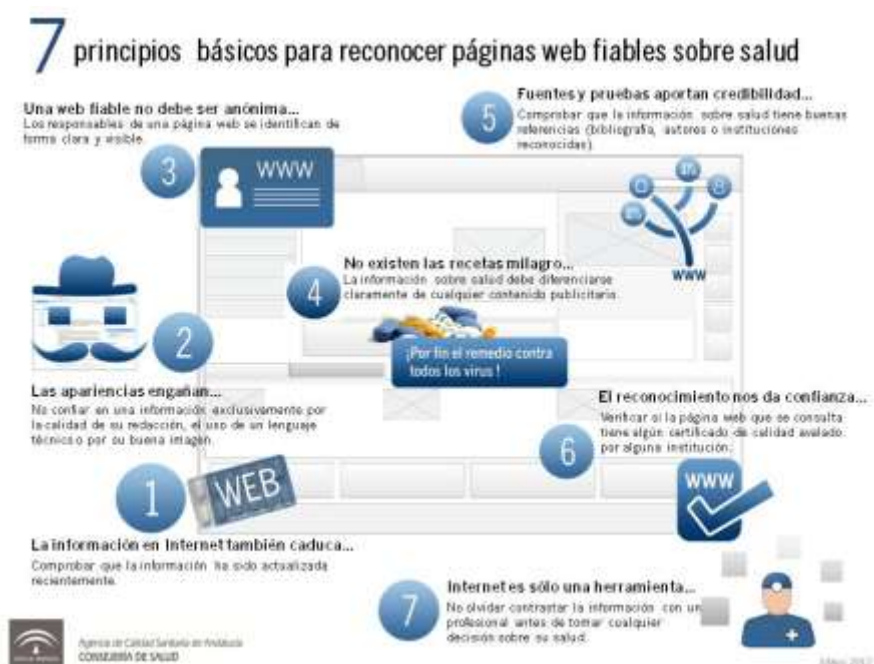 7 principios básicos para reconocer páginas web fiables sobre salud
Una web fiable no debe ser anónima...
Los responsables de una página web se identifican de
forma clara y visible.
3
WWW
Fuentes y pruebas aportan credibilidad...
5
Comprobar que la información sobre salud tiene buenas
referencias (bibliografía, autores o instituciones
reconocidas)
WWW
No existen las recetas milagro...
4
La información sobre salud debe diferenciarse
claramente de cualquier contenido publicitario.
¡Por fin el remedio contra
todos los virus !
2
Las apariencias engañan...
No confiar en una información exclusivamente por
la calidad de su redacción, el uso de un lenguaje
técnico o por su buena imagen.
El reconocimiento nos da confianza...
6
Verificar si la página web que se consulta
tiene algún certificado de calidad avalado
por alguna institución.
WWW
1
WEB
La información en Internet también caduca...
Comprobar que la información ha sido actualizada
recientemente.
Internet es sólo una herramienta...
7
No olvidar contrastar la información con un
profesional antes de tomar cualquier
decisión sobre su salud.
Agencia de Calidad Sanitaria de Andalucía
CONSEJERÍA DE SALUD